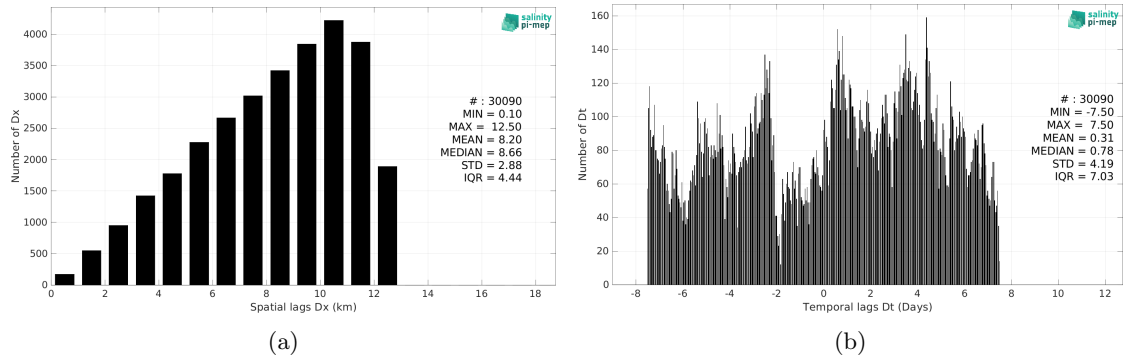 salinity
pi-mep
4000
3500
3000
2500
2000
1500
1000
500
0
Number of Dx
# : 30090
MIN = 0.10
MAX = 12.50
MEAN = 8.20
MEDIAN = 8.66
STD = 2.88
IQR = 4.44
0 2 4 6 8 10 12 14 16 18
Spatial lags Dx (km)
(a)
salinity
pi-mep
160
140
120
100
80
60
40
20
0
Number of Dt
# : 30090
MIN = -7.50
MAX = 7.50
MEAN = 0.31
MEDIAN = 0.78
STD = 4.19
IQR = 7.03
-8 -6 -4 -2 0 2 4 6 8 10 12
Temporal lags Dt (Days)
(b)